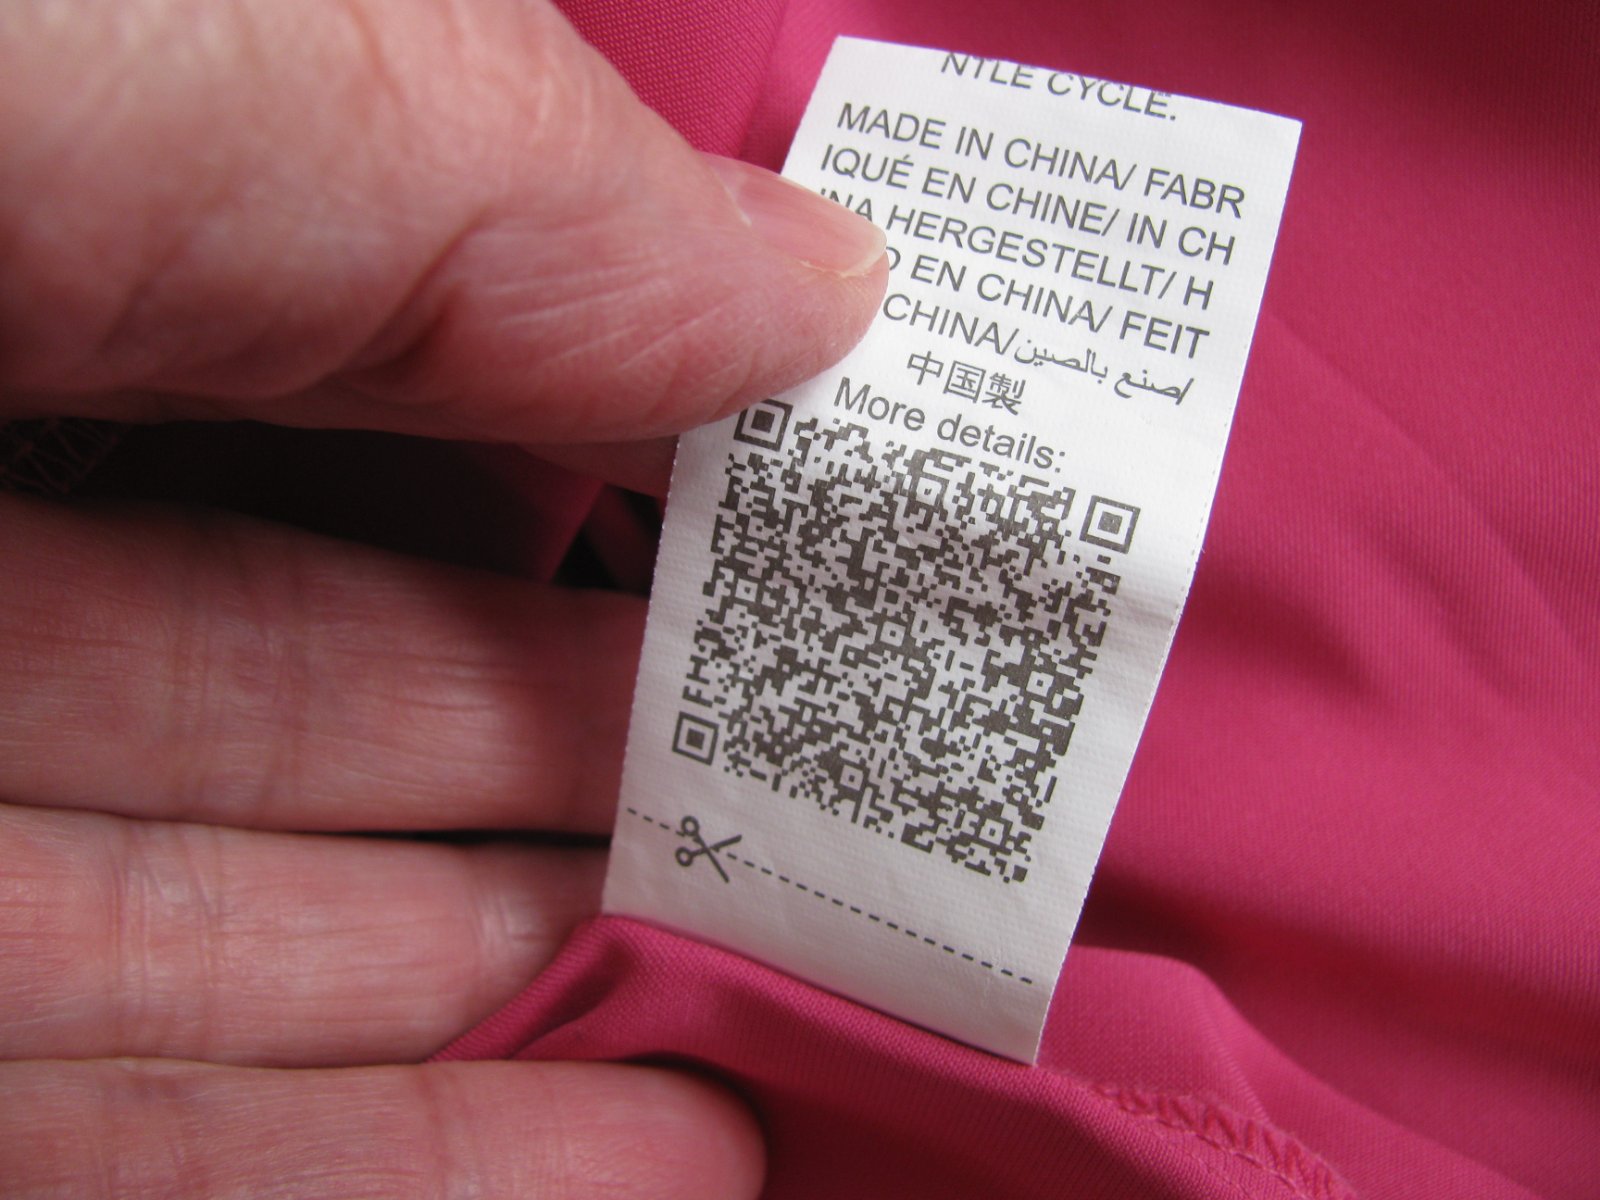 NTLE CYCLE.
MADE IN CHINA/ FABR
IQUÉ EN CHINE/ IN CH
INA HERGESTELLT/ H
O EN CHINA/ FEIT
CHINA/صنع بالصين/
中国製
More details: